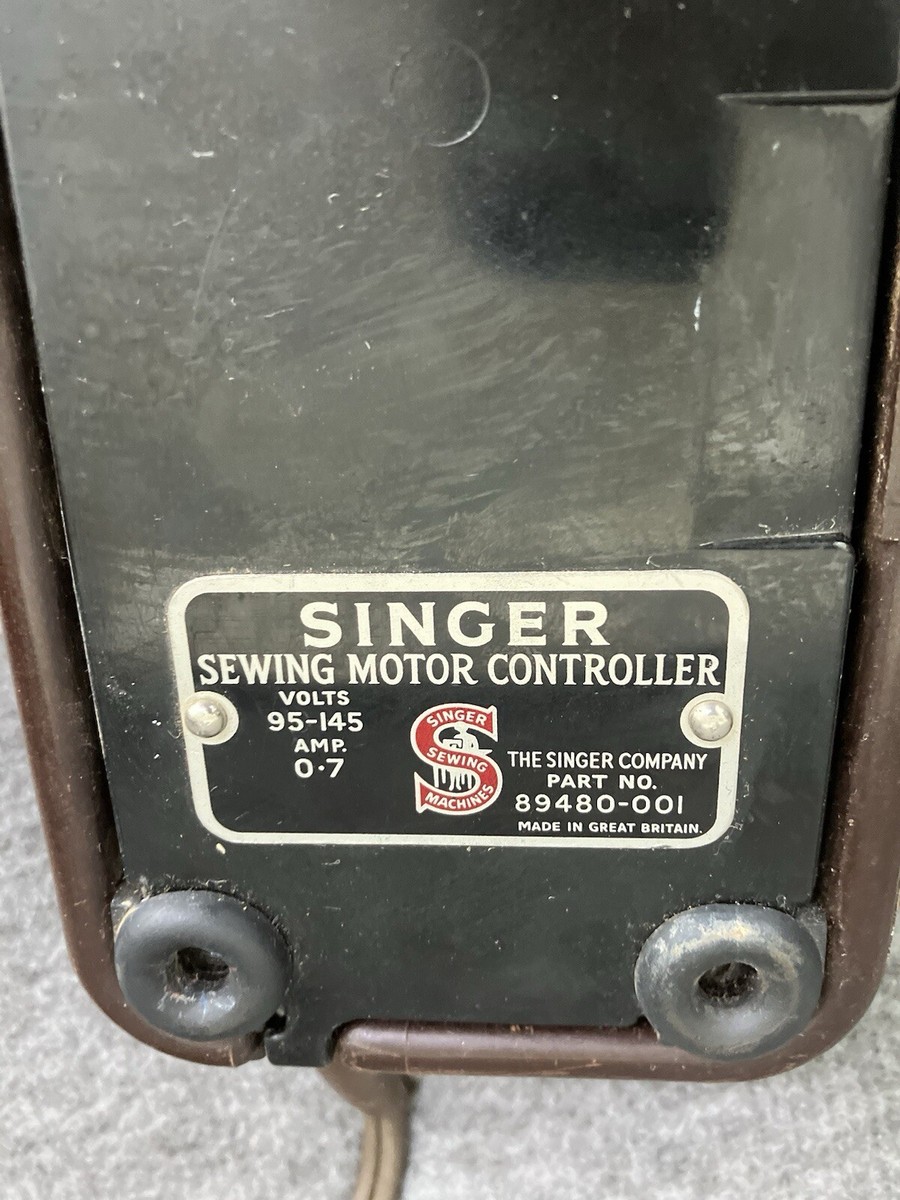 SINGER
SEWING MOTOR CONTROLLER
VOLTS
95-145
AMP.
0·7
SINGER
SEWING
MACHINES
THE SINGER COMPANY
PART NO.
89480-001
MADE IN GREAT BRITAIN.